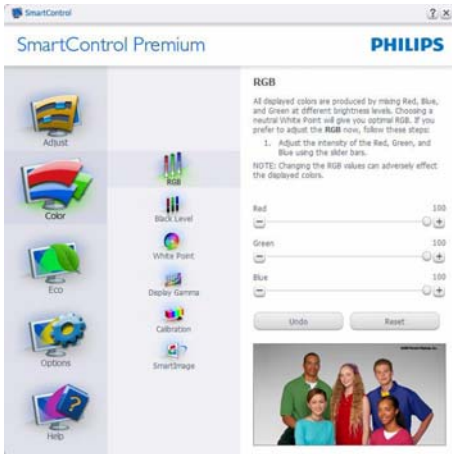 SmartControl
SmartControl Premium
PHILIPS
Adjust
Color
Eco
Options
Help
RGB
Black Level
White Point
Display Gamma
Calibration
SmartImage
RGB
All displayed colors are produced by mixing Red, Blue,
and Green at different brightness levels. Choosing a
neutral White Point will give you optimal RGB. If you
prefer to adjust the RGB now, follow these steps:
1. Adjust the intensity of the Red, Green, and
Blue using the slider bars.
NOTE: Changing the RGB values can adversely effect
the displayed colors.
Red 100
Green 100
Blue 100
Undo Reset